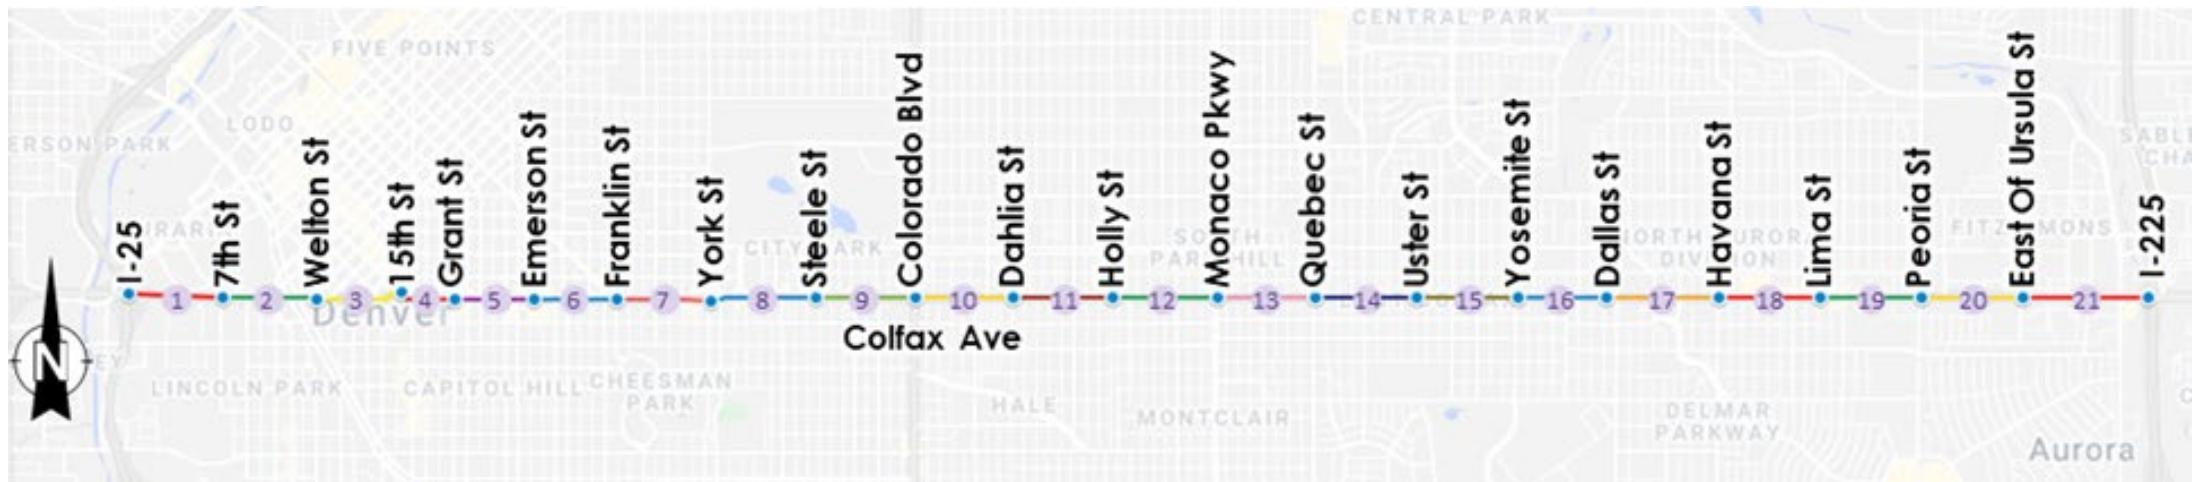 CENTRAL PARK
FIVE POINTS
LODO
ERSON PARK
I-25
7th St
Welton St
15th St
Grant St
Emerson St
Franklin St
York St
Steele St
Colorado Blvd
Dahlia St
Holly St
Monaco Pkwy
Quebec St
Uster St
Yosemite St
Dallas St
Havana St
Lima St
Peoria St
East Of Ursula St
I-225
CITY PARK
1 2 3 4 5 6 7 8 9 10 11 12 13 14 15 16 17 18 19 20 21
Denver
Colfax Ave
N
LINCOLN PARK
CAPITOL HILL
CHEESMAN
PARK
HALE
MONTCLAIR
DELMAR
PARKWAY
Aurora